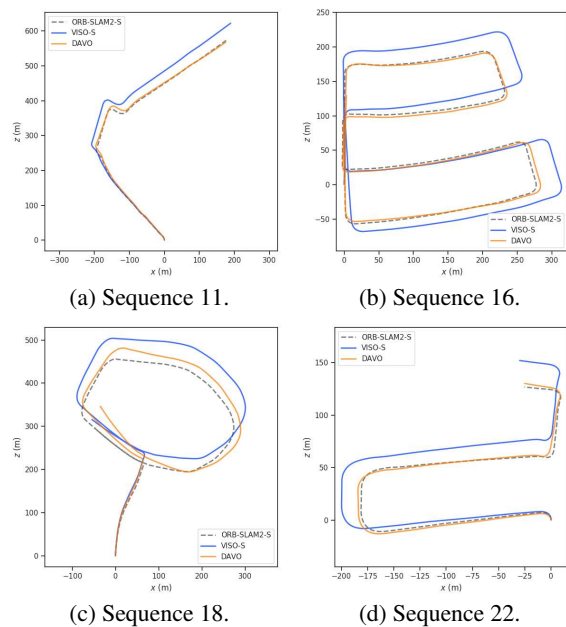 600
500
400
300
200
100
0
−300
−200
−100
0
100
200
300
z (m)
x (m)
ORB-SLAM2-S
VISO-S
DAVO
(a) Sequence 11.
250
200
150
100
50
0
−50
0
50
100
150
200
250
300
z (m)
x (m)
ORB-SLAM2-S
VISO-S
DAVO
(b) Sequence 16.
500
400
300
200
100
0
−100
0
100
200
300
z (m)
x (m)
ORB-SLAM2-S
VISO-S
DAVO
(c) Sequence 18.
150
100
50
0
−200
−175
−150
−125
−100
−75
−50
−25
0
z (m)
x (m)
ORB-SLAM2-S
VISO-S
DAVO
(d) Sequence 22.